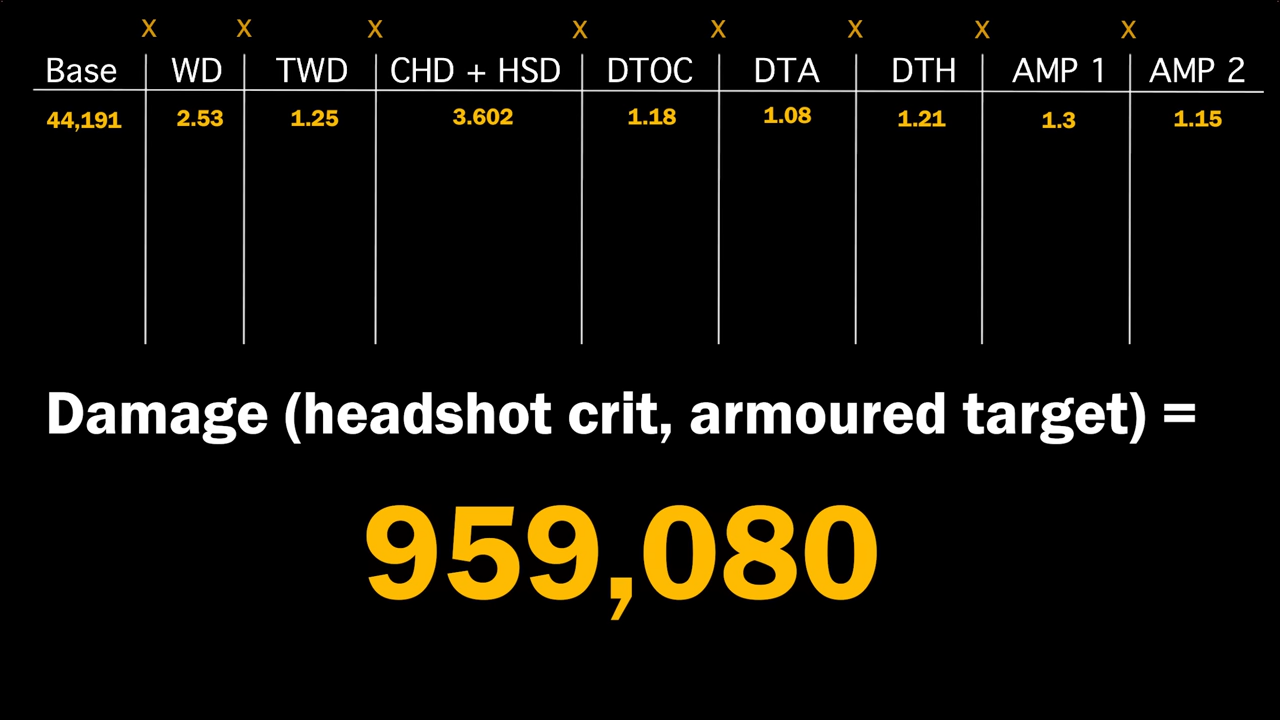 X X X X X X X X
Base WD TWD CHD + HSD DTOC DTA DTH AMP 1 AMP 2
44,191 2.53 1.25 3.602 1.18 1.08 1.21 1.3 1.15
Damage (headshot crit, armoured target) =
959,080